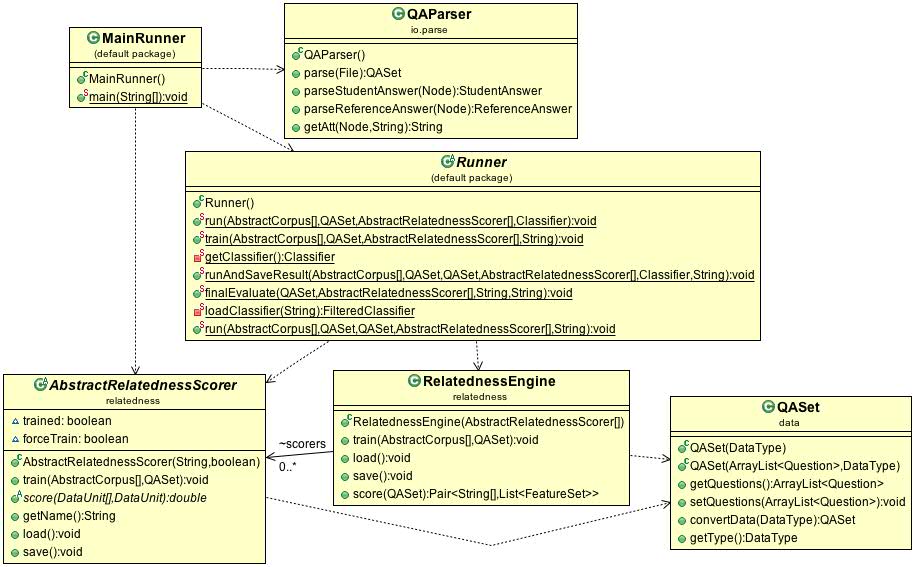 MainRunner
(default package)
MainRunner()
main(String[]):void
QAParser
io.parse
QAParser()
parse(File):QASet
parseStudentAnswer(Node):StudentAnswer
parseReferenceAnswer(Node):ReferenceAnswer
getAtt(Node,String):String
Runner
(default package)
Runner()
run(AbstractCorpus[],QASet,AbstractRelatednessScorer[],Classifier):void
train(AbstractCorpus[],QASet,AbstractRelatednessScorer[],String):void
getClassifier():Classifier
runAndSaveResult(AbstractCorpus[],QASet,QASet,AbstractRelatednessScorer[],Classifier,String):void
finalEvaluate(QASet,AbstractRelatednessScorer[],String,String):void
loadClassifier(String):FilteredClassifier
run(AbstractCorpus[],QASet,QASet,AbstractRelatednessScorer[],String):void
AbstractRelatednessScorer
relatedness
trained: boolean
forceTrain: boolean
AbstractRelatednessScorer(String,boolean)
train(AbstractCorpus[],QASet):void
score(DataUnit[],DataUnit):double
getName():String
load():void
save():void
~scorers
0..*
RelatednessEngine
relatedness
RelatednessEngine(AbstractRelatednessScorer[])
train(AbstractCorpus[],QASet):void
load():void
save():void
score(QASet):Pair<String[],List<FeatureSet>>
QASet
data
QASet(DataType)
QASet(ArrayList<Question>,DataType)
getQuestions():ArrayList<Question>
setQuestions(ArrayList<Question>):void
convertData(DataType):QASet
getType():DataType